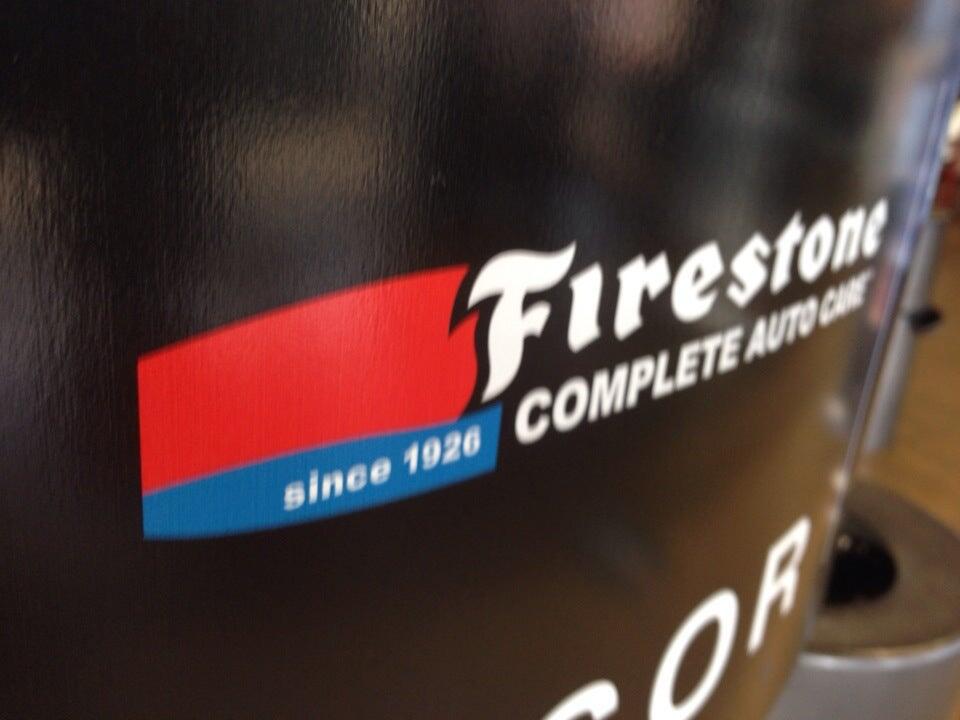 Firestone
COMPLETE AUTO CARE
since 1926